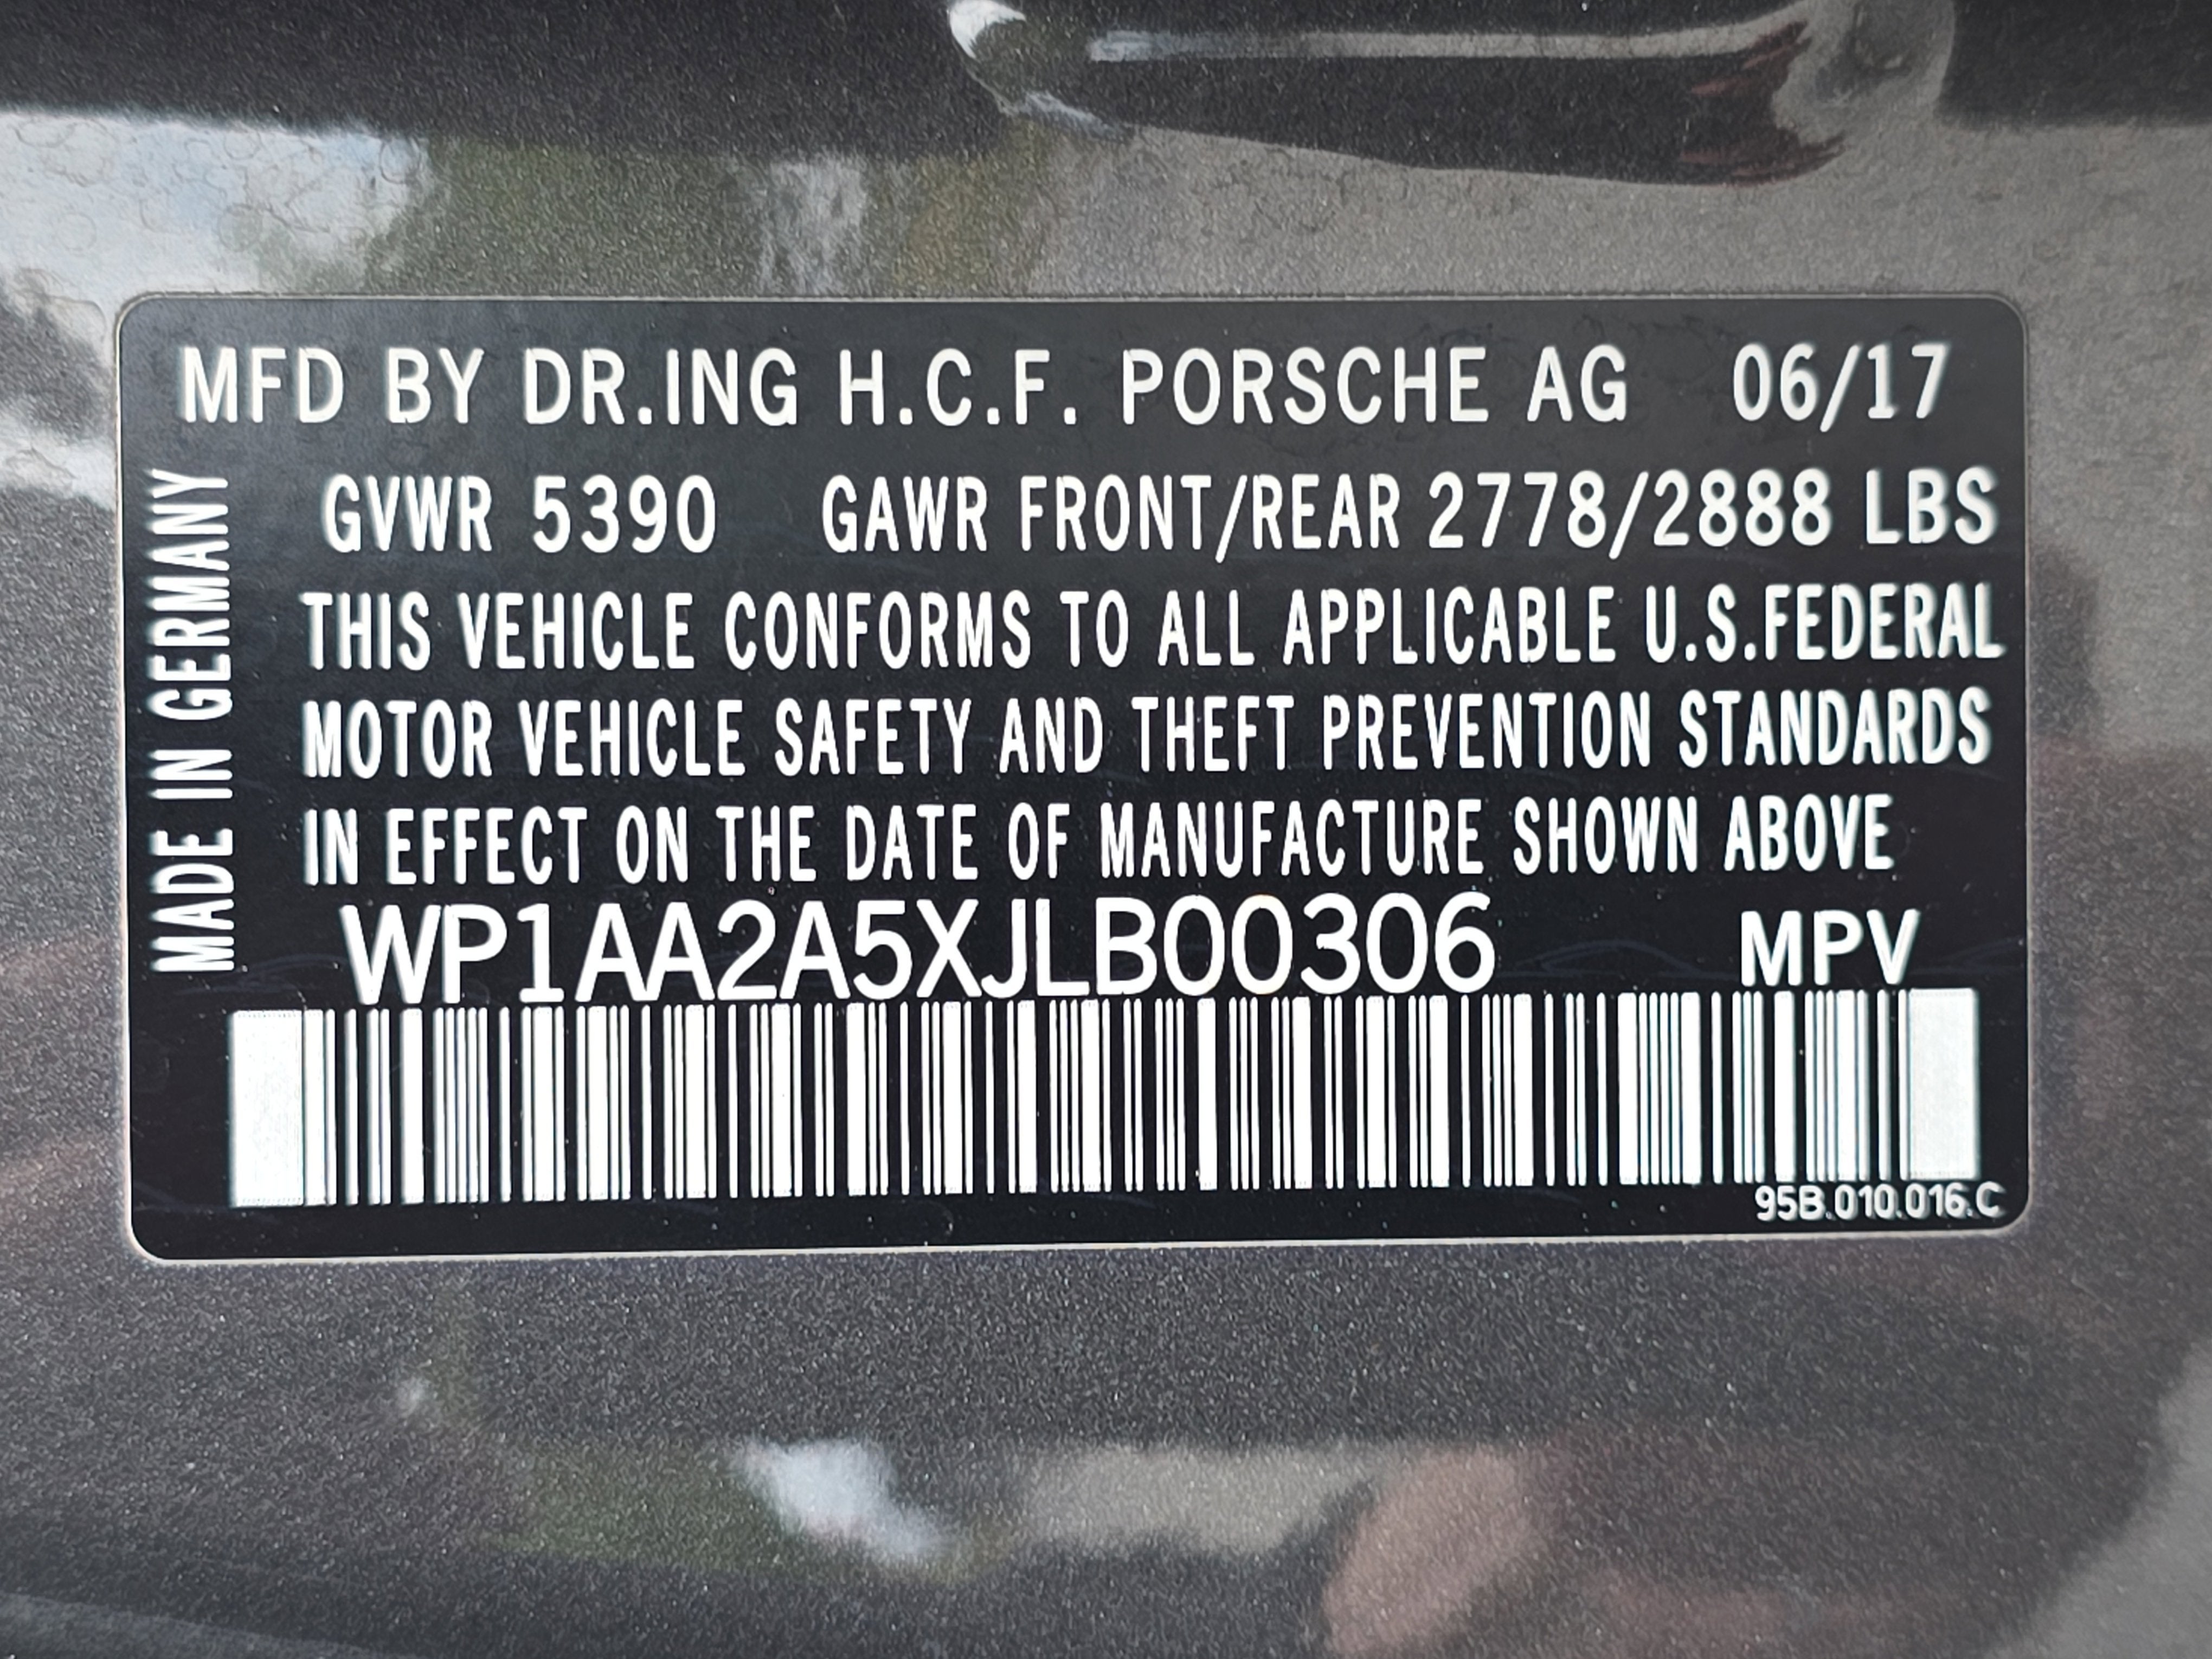 MFD BY DR.ING H.C.F. PORSCHE AG 06/17
GVWR 5390 GAWR FRONT/REAR 2778/2888 LBS
THIS VEHICLE CONFORMS TO ALL APPLICABLE U.S.FEDERAL
MOTOR VEHICLE SAFETY AND THEFT PREVENTION STANDARDS
IN EFFECT ON THE DATE OF MANUFACTURE SHOWN ABOVE
WP1AA2A5XJLB00306 MPV
95B.010.016.C
MADE IN GERMANY